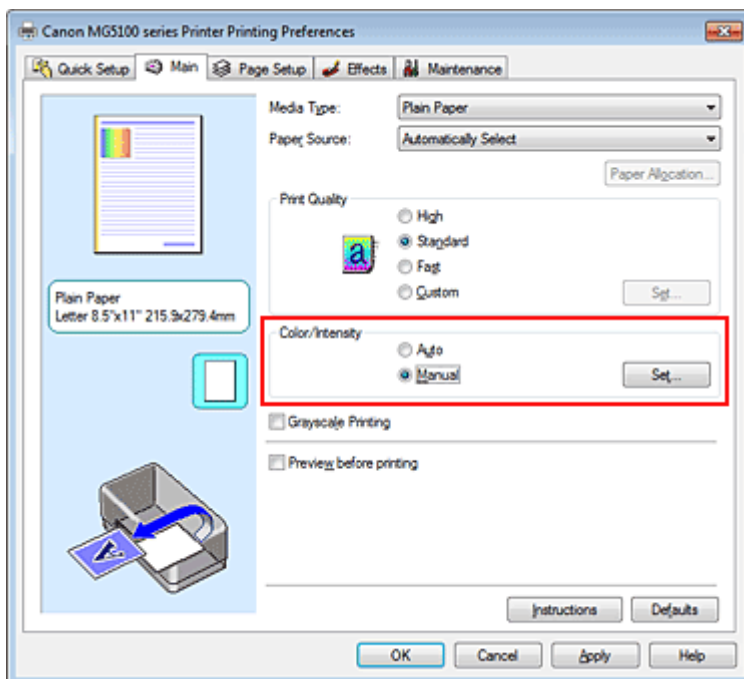 Canon MG5100 series Printer Printing Preferences
Quick Setup Main Page Setup Effects Maintenance
Media Type: Plain Paper
Paper Source: Automatically Select
Paper Allocation...
Print Quality
High
a Standard
Fast
Custom Set...
Plain Paper
Letter 8.5"x11" 215.9x279.4mm
Color/Intensity
Auto
Manual Set...
Grayscale Printing
Preview before printing
A
Instructions Defaults
OK Cancel Apply Help